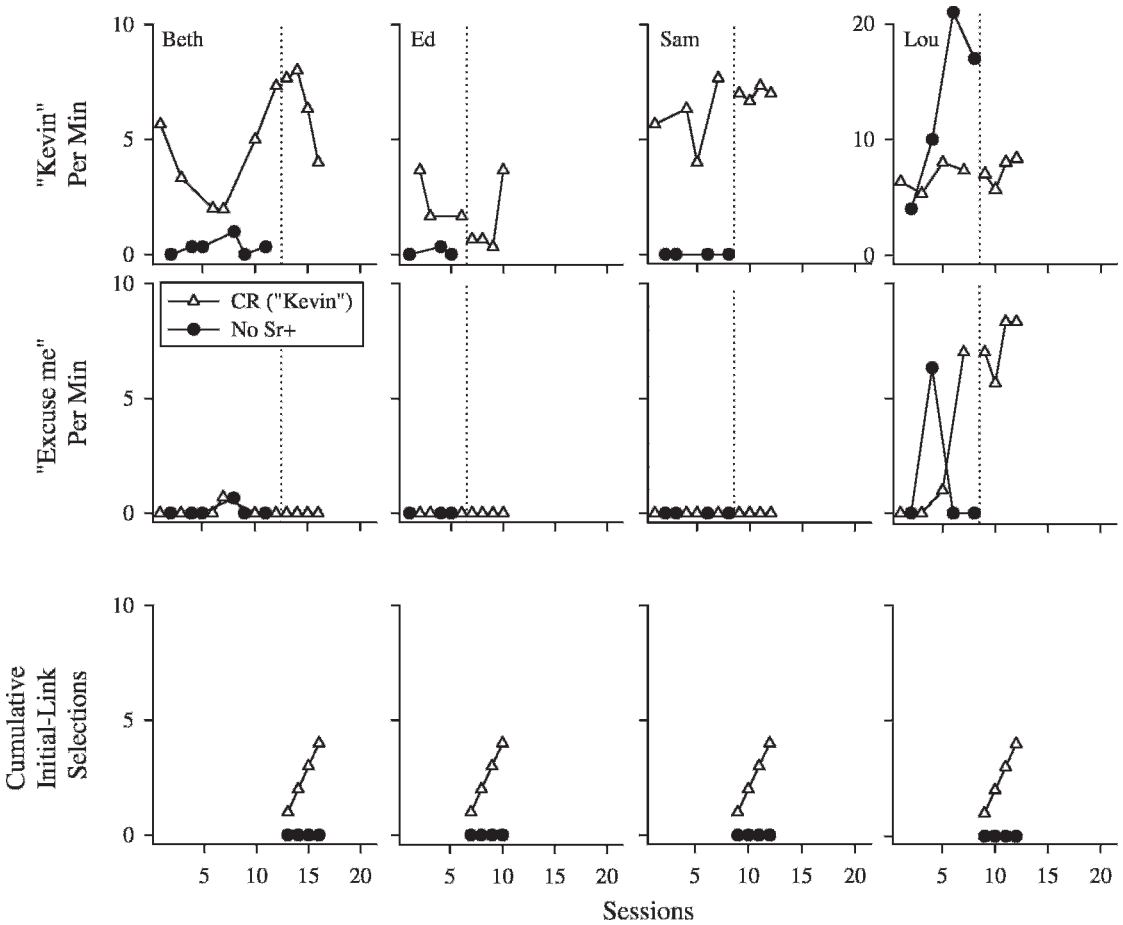 Beth
Ed
Sam
Lou
10
5
0
20
10
0
"Kevin"
Per Min
CR ("Kevin")
No Sr+
10
5
0
"Excuse me"
Per Min
10
5
0
Cumulative
Initial-Link
Selections
5 10 15 20
5 10 15 20
5 10 15 20
5 10 15 20
Sessions